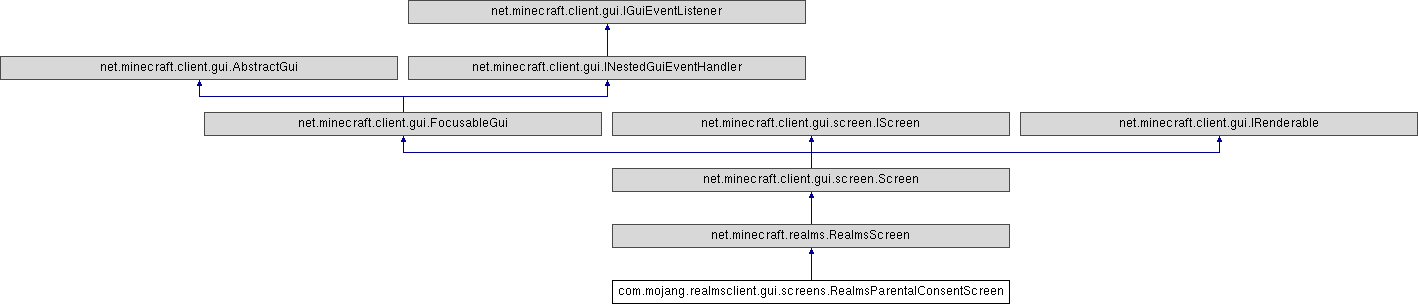 net.minecraft.client.gui.IGuiEventListener
net.minecraft.client.gui.AbstractGui
net.minecraft.client.gui.INestedGuiEventHandler
net.minecraft.client.gui.FocusableGui
net.minecraft.client.gui.screen.IScreen
net.minecraft.client.gui.IRenderable
net.minecraft.client.gui.screen.Screen
net.minecraft.realms.RealmsScreen
com.mojang.realmsclient.gui.screens.RealmsParentalConsentScreen